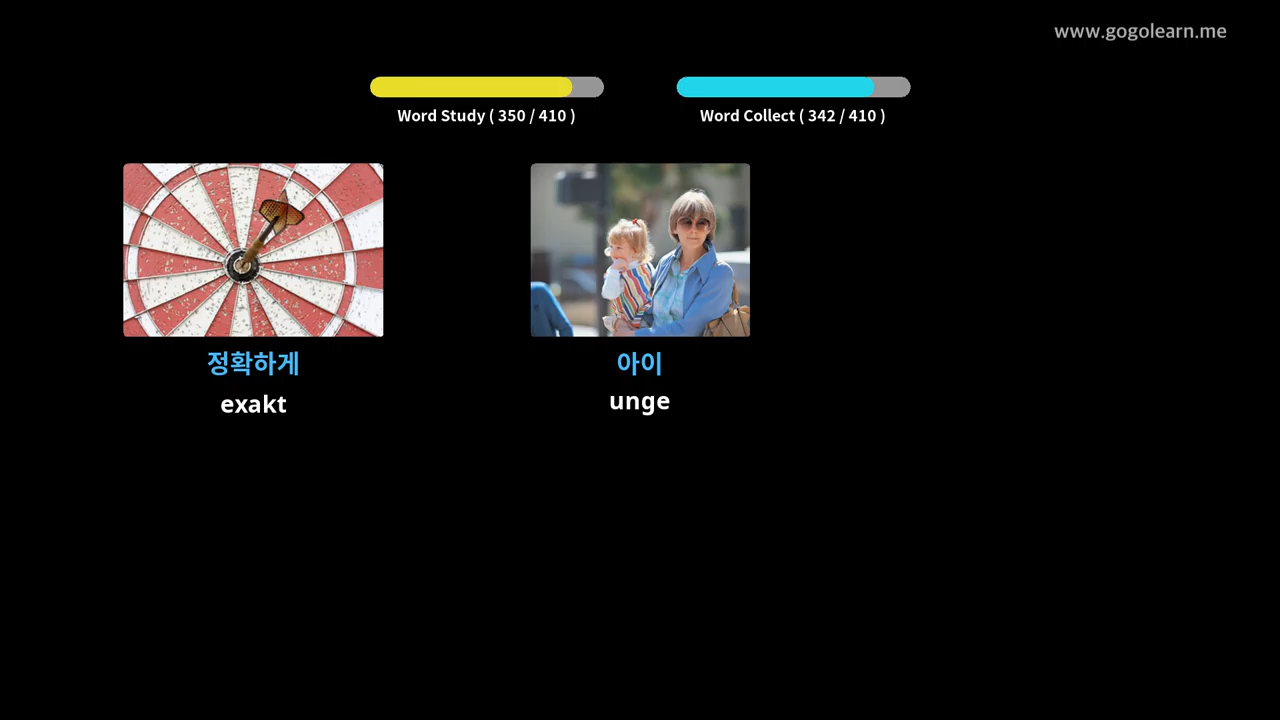 www.gogolearn.me
Word Study ( 350 / 410 )
Word Collect ( 342 / 410 )
정확하게
exakt
아이
unge